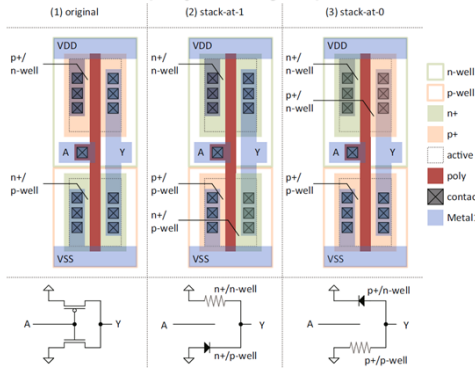 (1) original
(2) stack-at-1
(3) stack-at-0
VDD
p+/
n-well
A
Y
n+/
p-well
VSS
n+/
n-well
VDD
A
Y
p+/
p-well
n+/
p-well
VSS
n+/
n-well
p+/
n-well
VDD
A
Y
p+/
p-well
VSS
n-well
p-well
n+
p+
active
poly
contac
Metal1
A
Y
n+/n-well
A
Y
n+/p-well
p+/n-well
A
Y
p+/p-well